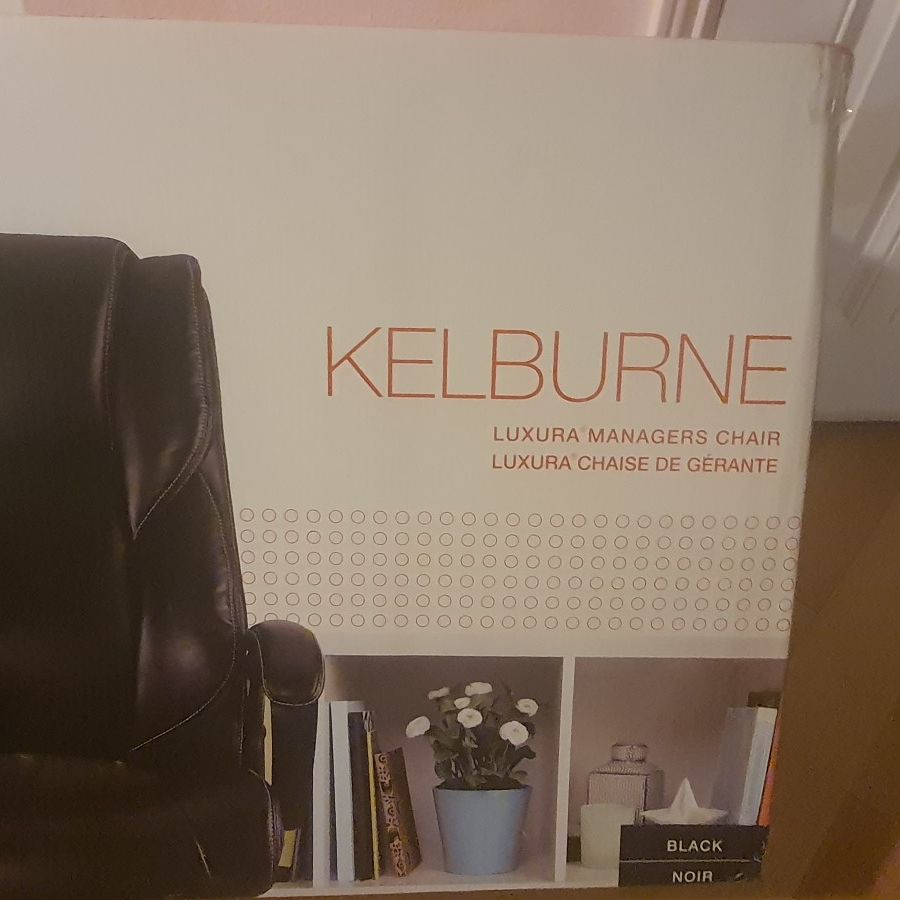 KELBURNE
LUXURA® MANAGERS CHAIR
LUXURA® CHAISE DE GÉRANTE
BLACK
NOIR